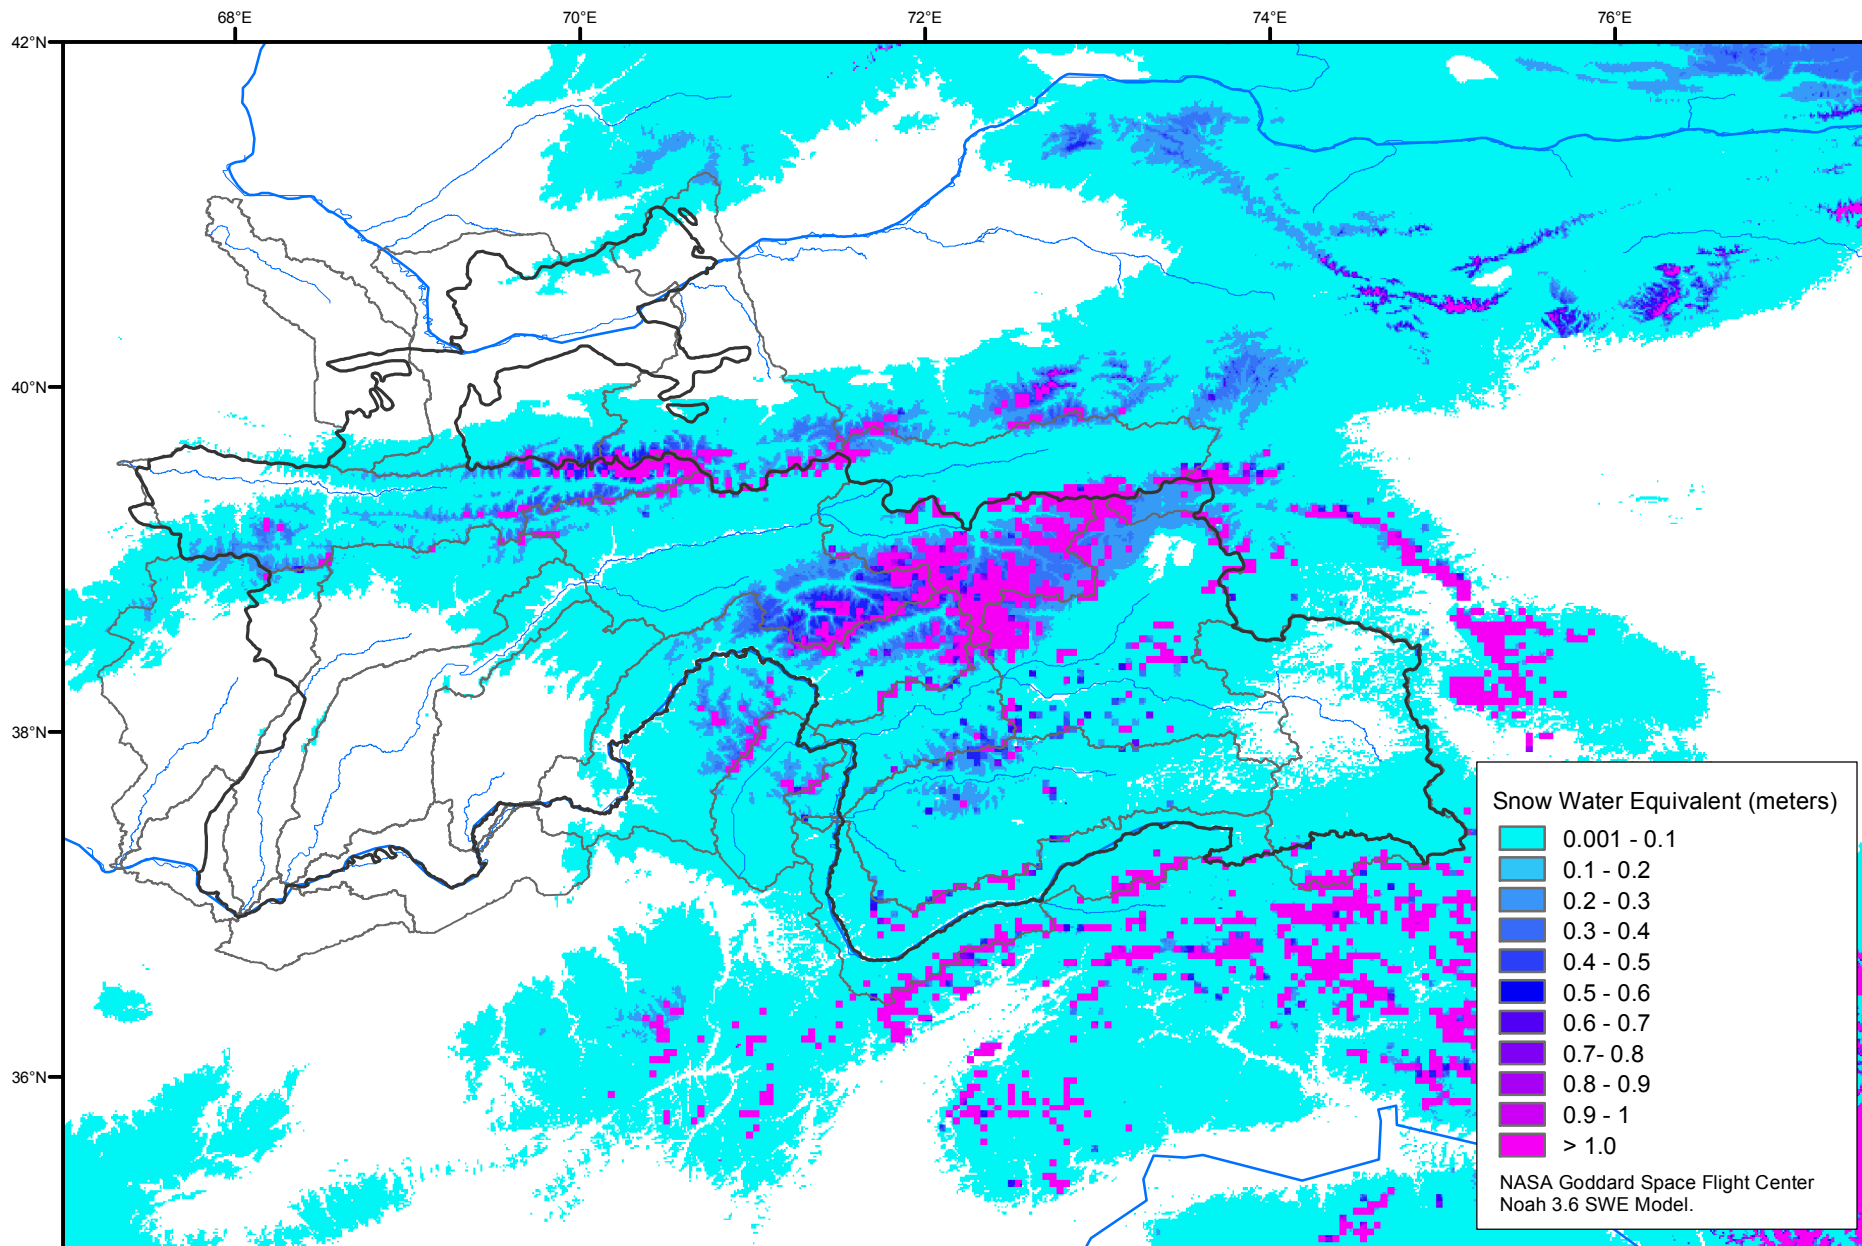 68°E 70°E 72°E 74°E 76°E
42°N
40°N
38°N
36°N
Snow Water Equivalent (meters)
0.001 - 0.1
0.1 - 0.2
0.2 - 0.3
0.3 - 0.4
0.4 - 0.5
0.5 - 0.6
0.6 - 0.7
0.7- 0.8
0.8 - 0.9
0.9 - 1
> 1.0
NASA Goddard Space Flight Center
Noah 3.6 SWE Model.